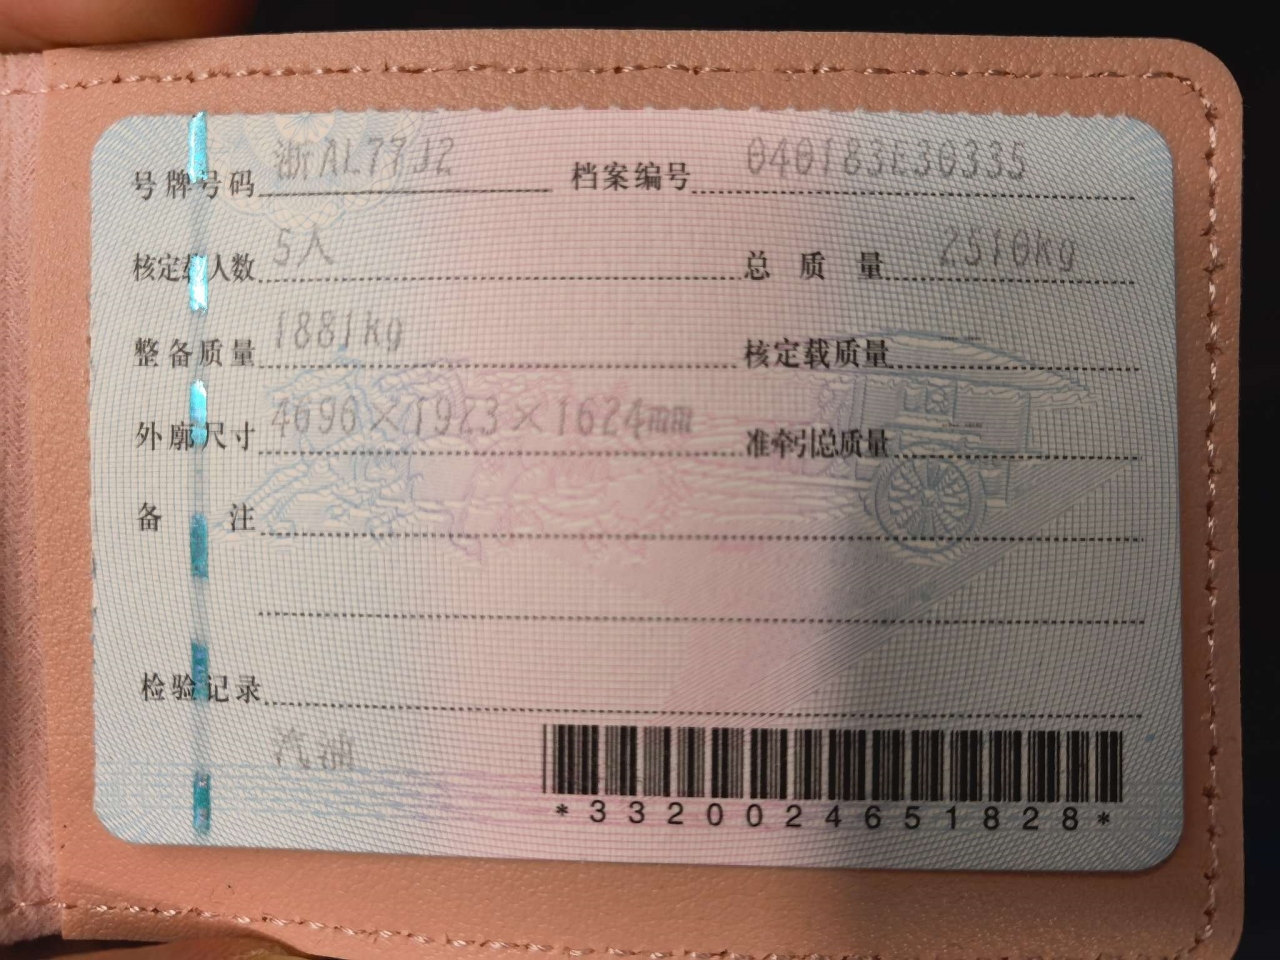 号牌号码 浙AL77J2 档案编号 040183130335
核定载人数 5人 总质量 2510kg
整备质量 1881kg 核定载质量 --
外廓尺寸 4696×1923×1624mm 准牵引总质量 --
备注
检验记录
汽油
*3320024651828*